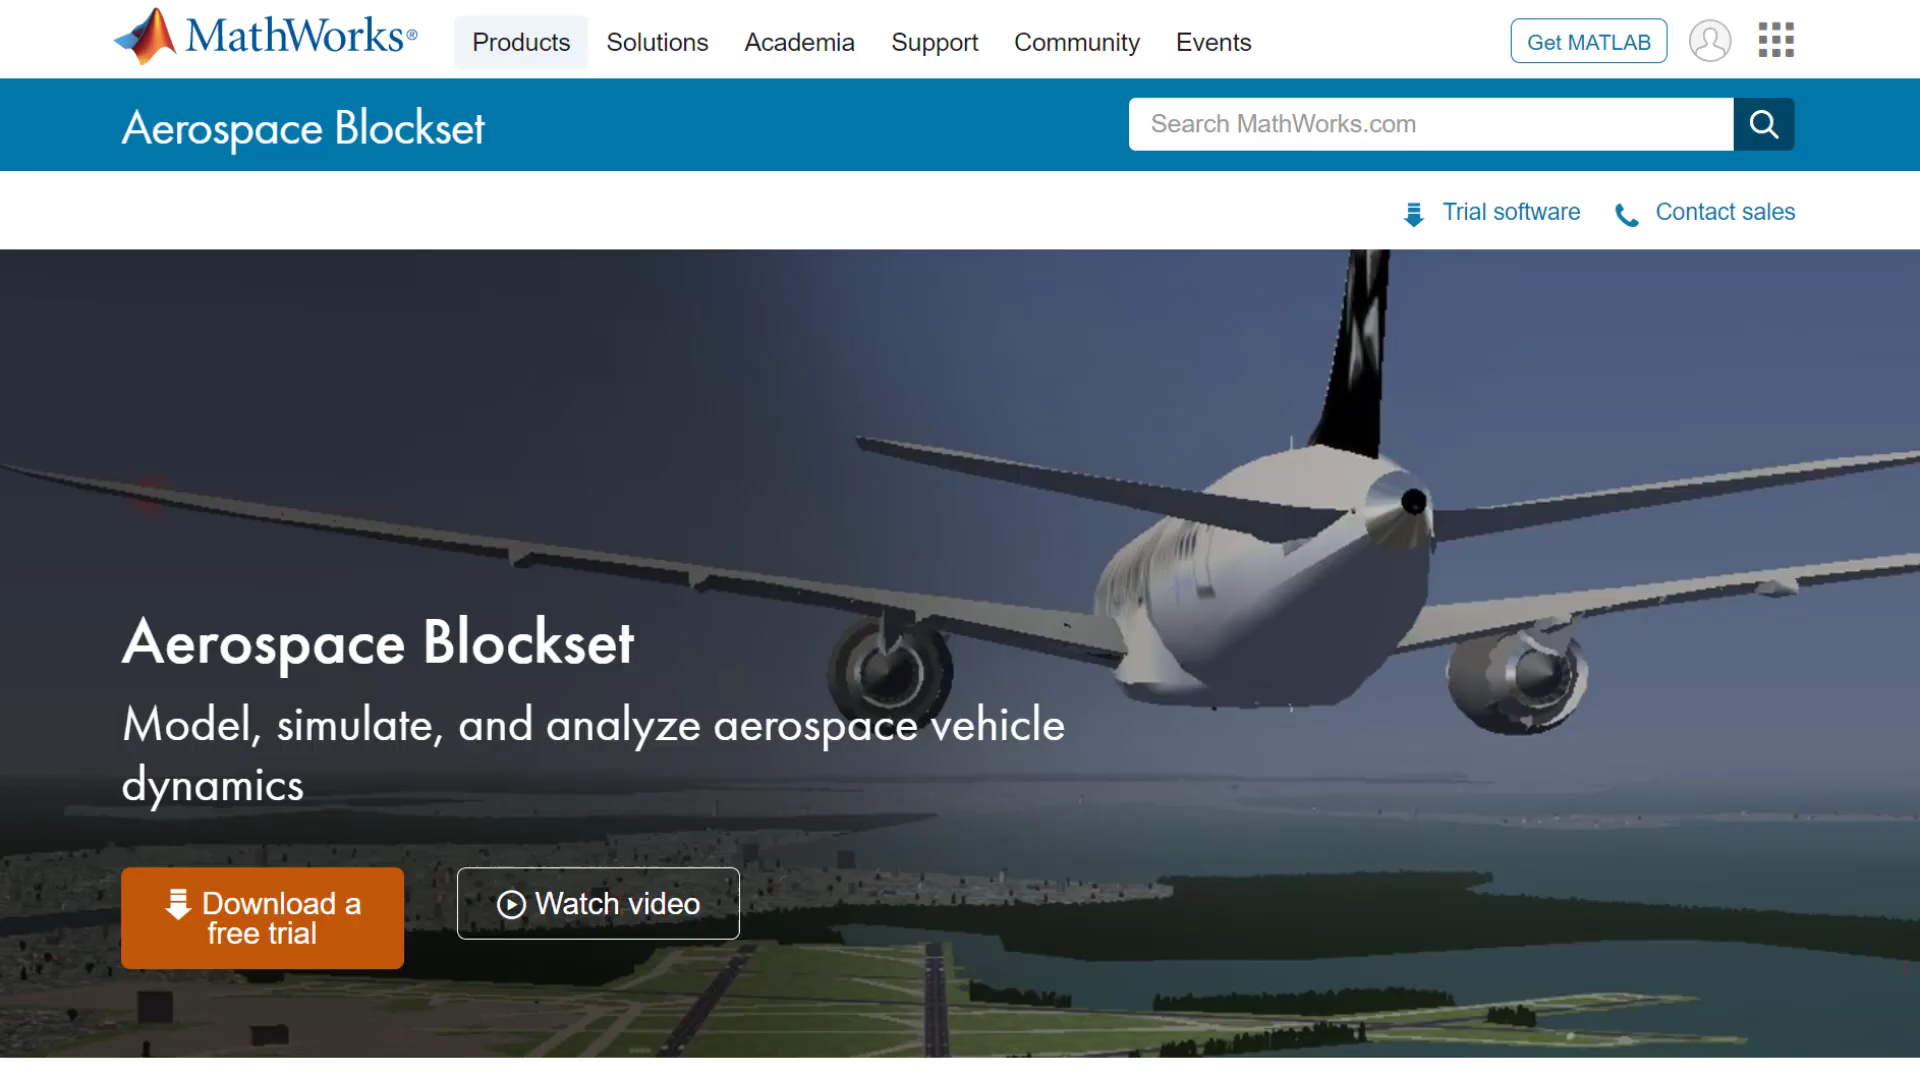 MathWorks®
Products
Solutions
Academia
Support
Community
Events
Get MATLAB
Aerospace Blockset
Search MathWorks.com
Trial software
Contact sales
Aerospace Blockset
Model, simulate, and analyze aerospace vehicle
dynamics
Download a
free trial
Watch video